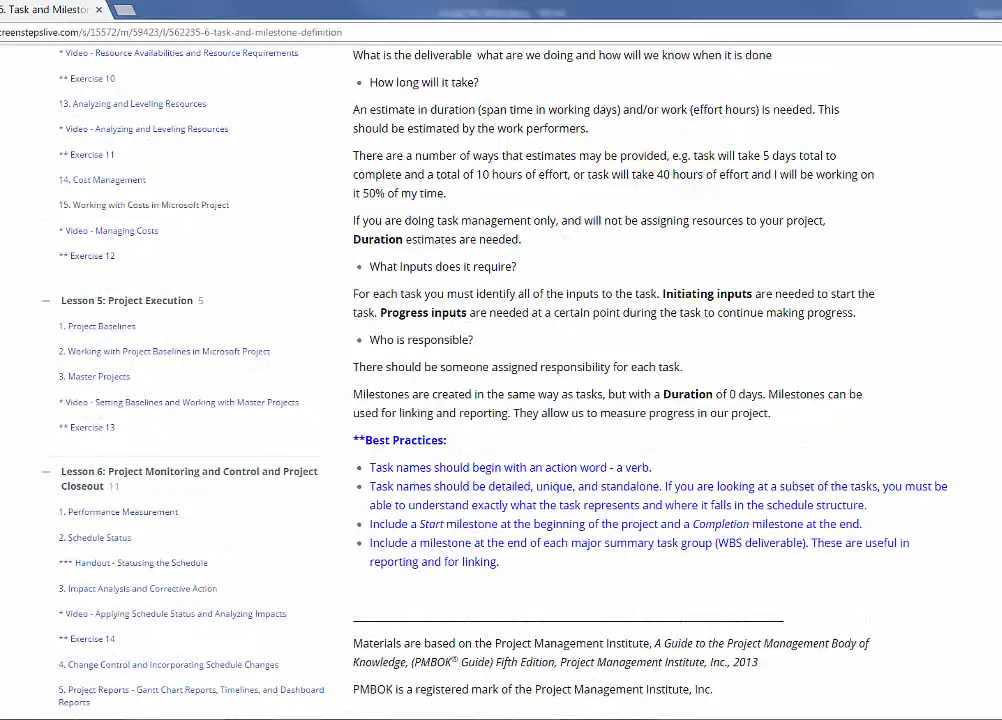 6. Task and Milesto
reenstepslive.com/s/15572/m/59423/l/562235-6-task-and-milestone-definition
* Video - Resource Availabilities and Resource Requirements
** Exercise 10
13. Analyzing and Leveling Resources
* Video - Analyzing and Leveling Resources
** Exercise 11
14. Cost Management
15. Working with Costs in Microsoft Project
* Video - Managing Costs
** Exercise 12
Lesson 5: Project Execution 5
1. Project Baselines
2. Working with Project Baselines in Microsoft Project
3. Master Projects
* Video - Setting Baselines and Working with Master Projects
** Exercise 13
Lesson 6: Project Monitoring and Control and Project
Closeout 11
1. Performance Measurement
2. Schedule Status
*** Handout - Statusing the Schedule
3. Impact Analysis and Corrective Action
* Video - Applying Schedule Status and Analyzing Impacts
** Exercise 14
4. Change Control and Incorporating Schedule Changes
5. Project Reports - Gantt Chart Reports, Timelines, and Dashboard
Reports
What is the deliverable what are we doing and how will we know when it is done
• How long will it take?
An estimate in duration (span time in working days) and/or work (effort hours) is needed. This
should be estimated by the work performers.
There are a number of ways that estimates may be provided, e.g. task will take 5 days total to
complete and a total of 10 hours of effort, or task will take 40 hours of effort and I will be working on
it 50% of my time.
If you are doing task management only, and will not be assigning resources to your project,
Duration estimates are needed.
• What inputs does it require?
For each task you must identify all of the inputs to the task. Initiating inputs are needed to start the
task. Progress inputs are needed at a certain point during the task to continue making progress.
• Who is responsible?
There should be someone assigned responsibility for each task.
Milestones are created in the same way as tasks, but with a Duration of 0 days. Milestones can be
used for linking and reporting. They allow us to measure progress in our project.
**Best Practices:
• Task names should begin with an action word - a verb.
• Task names should be detailed, unique, and standalone. If you are looking at a subset of the tasks, you must be
able to understand exactly what the task represents and where it falls in the schedule structure.
• Include a Start milestone at the beginning of the project and a Completion milestone at the end.
• Include a milestone at the end of each major summary task group (WBS deliverable). These are useful in
reporting and for linking.
Materials are based on the Project Management Institute, A Guide to the Project Management Body of
Knowledge, (PMBOK® Guide) Fifth Edition, Project Management Institute, Inc., 2013
PMBOK is a registered mark of the Project Management Institute, Inc.